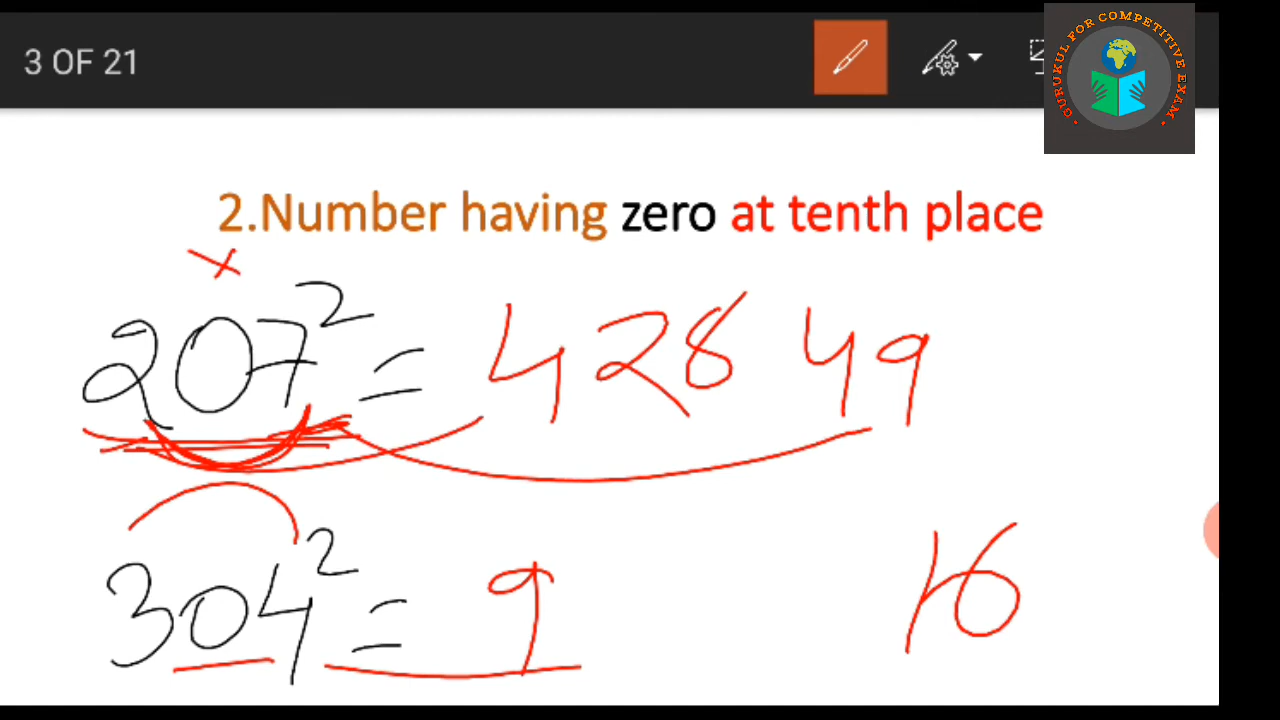 3 OF 21
GURUKUL FOR COMPETITIVE EXAM
2.Number having zero at tenth place
207² = 42849
304² = 9 16